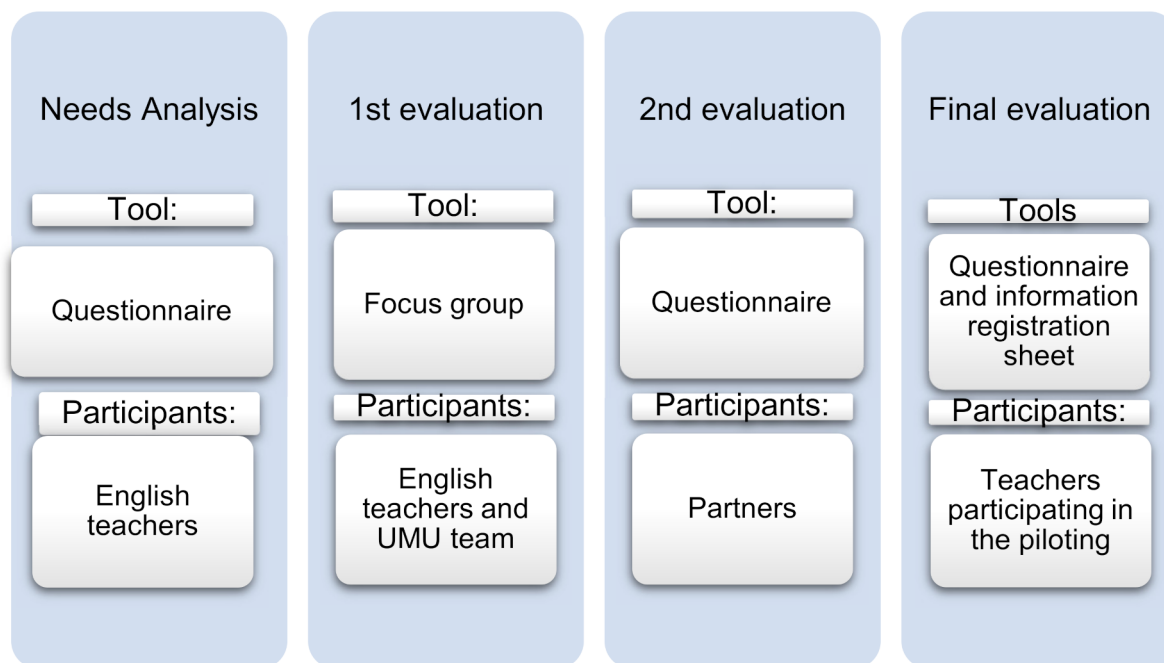 Needs Analysis
Tool:
Questionnaire
Participants:
English
teachers
1st evaluation
Tool:
Focus group
Participants:
English
teachers and
UMU team
2nd evaluation
Tool:
Questionnaire
Participants:
Partners
Final evaluation
Tools
Questionnaire
and information
registration
sheet
Participants:
Teachers
participating in
the piloting